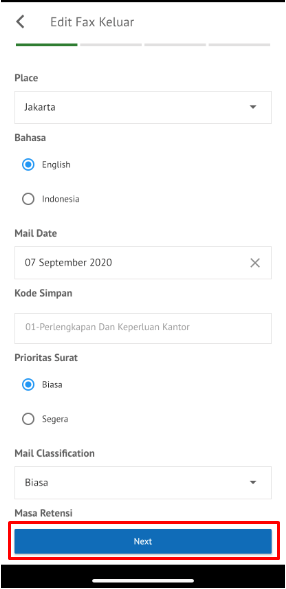 Edit Fax Keluar
Place
Jakarta
Bahasa
English
Indonesia
Mail Date
07 September 2020
Kode Simpan
01-Perlengkapan Dan Keperluan Kantor
Prioritas Surat
Biasa
Segera
Mail Classification
Biasa
Masa Retensi
Next